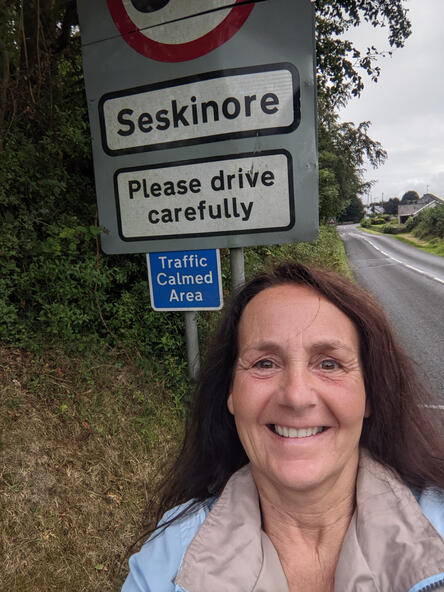 Seskinore
Please drive
carefully
Traffic
Calmed
Area